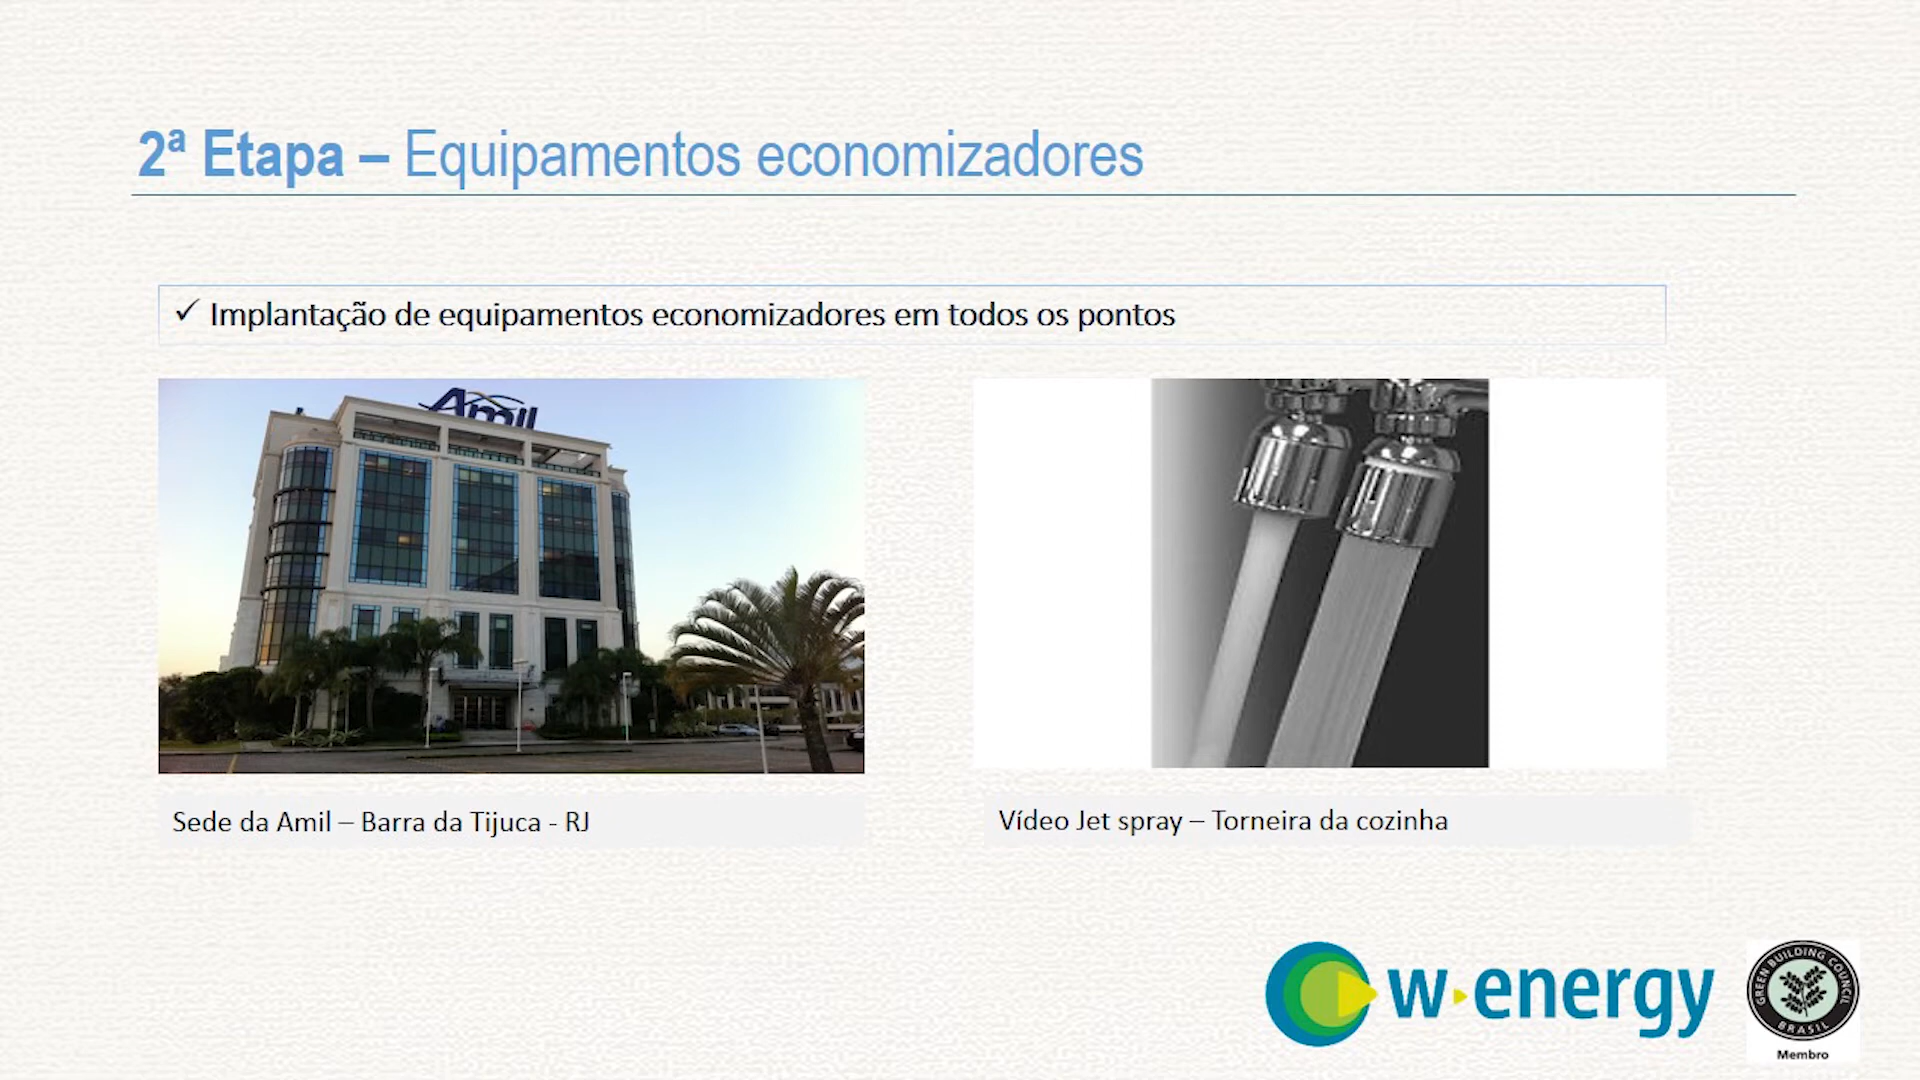 2ª Etapa – Equipamentos economizadores
✓ Implantação de equipamentos economizadores em todos os pontos
Amil
Sede da Amil – Barra da Tijuca - RJ
Vídeo Jet spray – Torneira da cozinha
w energy
GREEN BUILDING COUNCIL
BRASIL
Membro